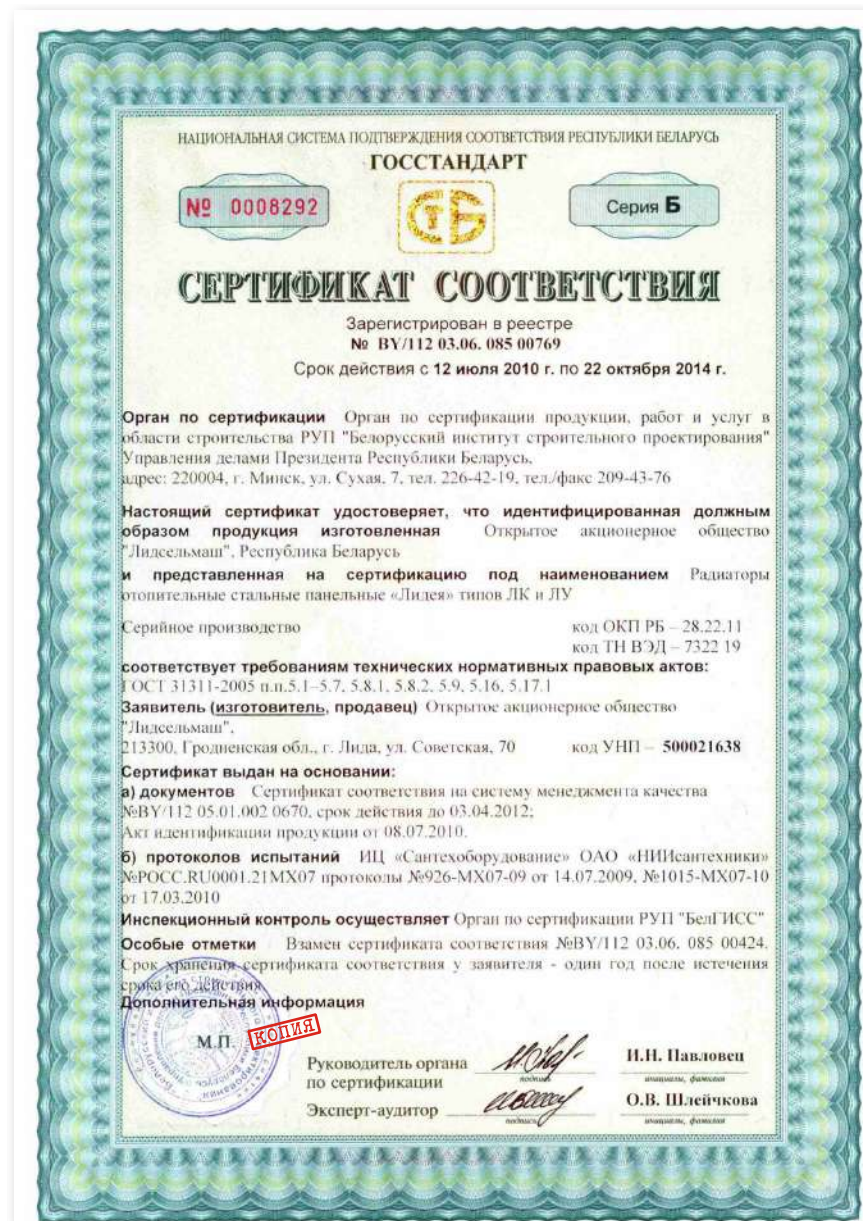 НАЦИОНАЛЬНАЯ СИСТЕМА ПОДТВЕРЖДЕНИЯ СООТВЕТСТВИЯ РЕСПУБЛИКИ БЕЛАРУСЬ
ГОССТАНДАРТ
№ 0008292
СТБ
Серия Б
СЕРТИФИКАТ СООТВЕТСТВИЯ
Зарегистрирован в реестре
№ BY/112 03.06. 085 00769
Срок действия с 12 июля 2010 г. по 22 октября 2014 г.
Орган по сертификации Орган по сертификации продукции, работ и услуг в
области строительства РУП "Белорусский институт строительного проектирования"
Управления делами Президента Республики Беларусь,
адрес: 220004, г. Минск, ул. Сухая, 7, тел. 226-42-19, тел./факс 209-43-76
Настоящий сертификат удостоверяет, что идентифицированная должным
образом продукция изготовленная Открытое акционерное общество
"Лидсельмаш", Республика Беларусь
и представленная на сертификацию под наименованием Радиаторы
отопительные стальные панельные «Лидея» типов ЛК и ЛУ
Серийное производство код ОКП РБ – 28.22.11
код ТН ВЭД – 7322 19
соответствует требованиям технических нормативных правовых актов:
ГОСТ 31311-2005 п.п.5.1–5.7, 5.8.1, 5.8.2, 5.9, 5.16, 5.17.1
Заявитель (изготовитель, продавец) Открытое акционерное общество
"Лидсельмаш",
213300, Гродненская обл., г. Лида, ул. Советская, 70 код УНП – 500021638
Сертификат выдан на основании:
а) документов Сертификат соответствия на систему менеджмента качества
№BY/112 05.01.002 0670, срок действия до 03.04.2012;
Акт идентификации продукции от 08.07.2010.
б) протоколов испытаний ИЦ «Сантехоборудование» ОАО «НИИсантехники»
№РОСС.RU0001.21МХ07 протоколы №926-МХ07-09 от 14.07.2009, №1015-МХ07-10
от 17.03.2010
Инспекционный контроль осуществляет Орган по сертификации РУП "БелГИСС"
Особые отметки Взамен сертификата соответствия №BY/112 03.06. 085 00424.
Срок хранения сертификата соответствия у заявителя - один год после истечения
срока его действия
Дополнительная информация
М.П.
КОПИЯ
Руководитель органа
по сертификации
подпись
И.Н. Павловец
инициалы, фамилия
Эксперт-аудитор
подпись
О.В. Шлейчкова
инициалы, фамилия